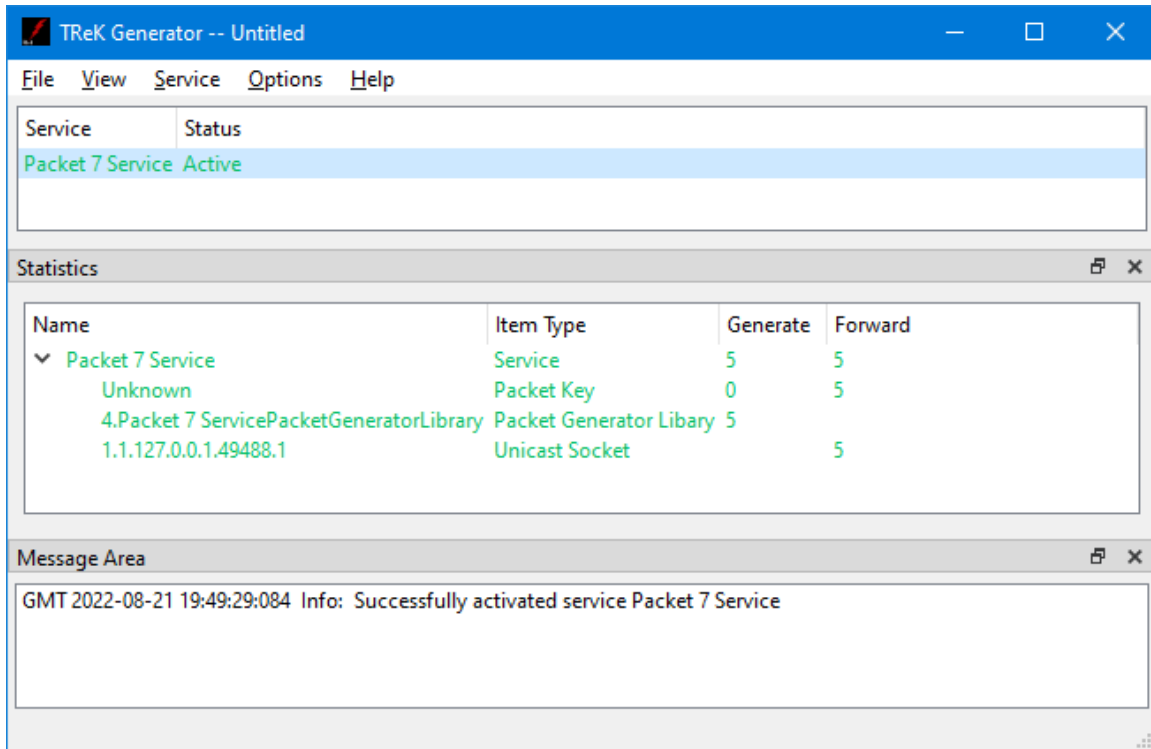 TReK Generator -- Untitled
File View Service Options Help
Service Status
Packet 7 Service Active
Statistics
Name Item Type Generate Forward
Packet 7 Service Service 5 5
Unknown Packet Key 0 5
4.Packet 7 ServicePacketGeneratorLibrary Packet Generator Libary 5
1.1.127.0.0.1.49488.1 Unicast Socket 5
Message Area
GMT 2022-08-21 19:49:29:084 Info: Successfully activated service Packet 7 Service